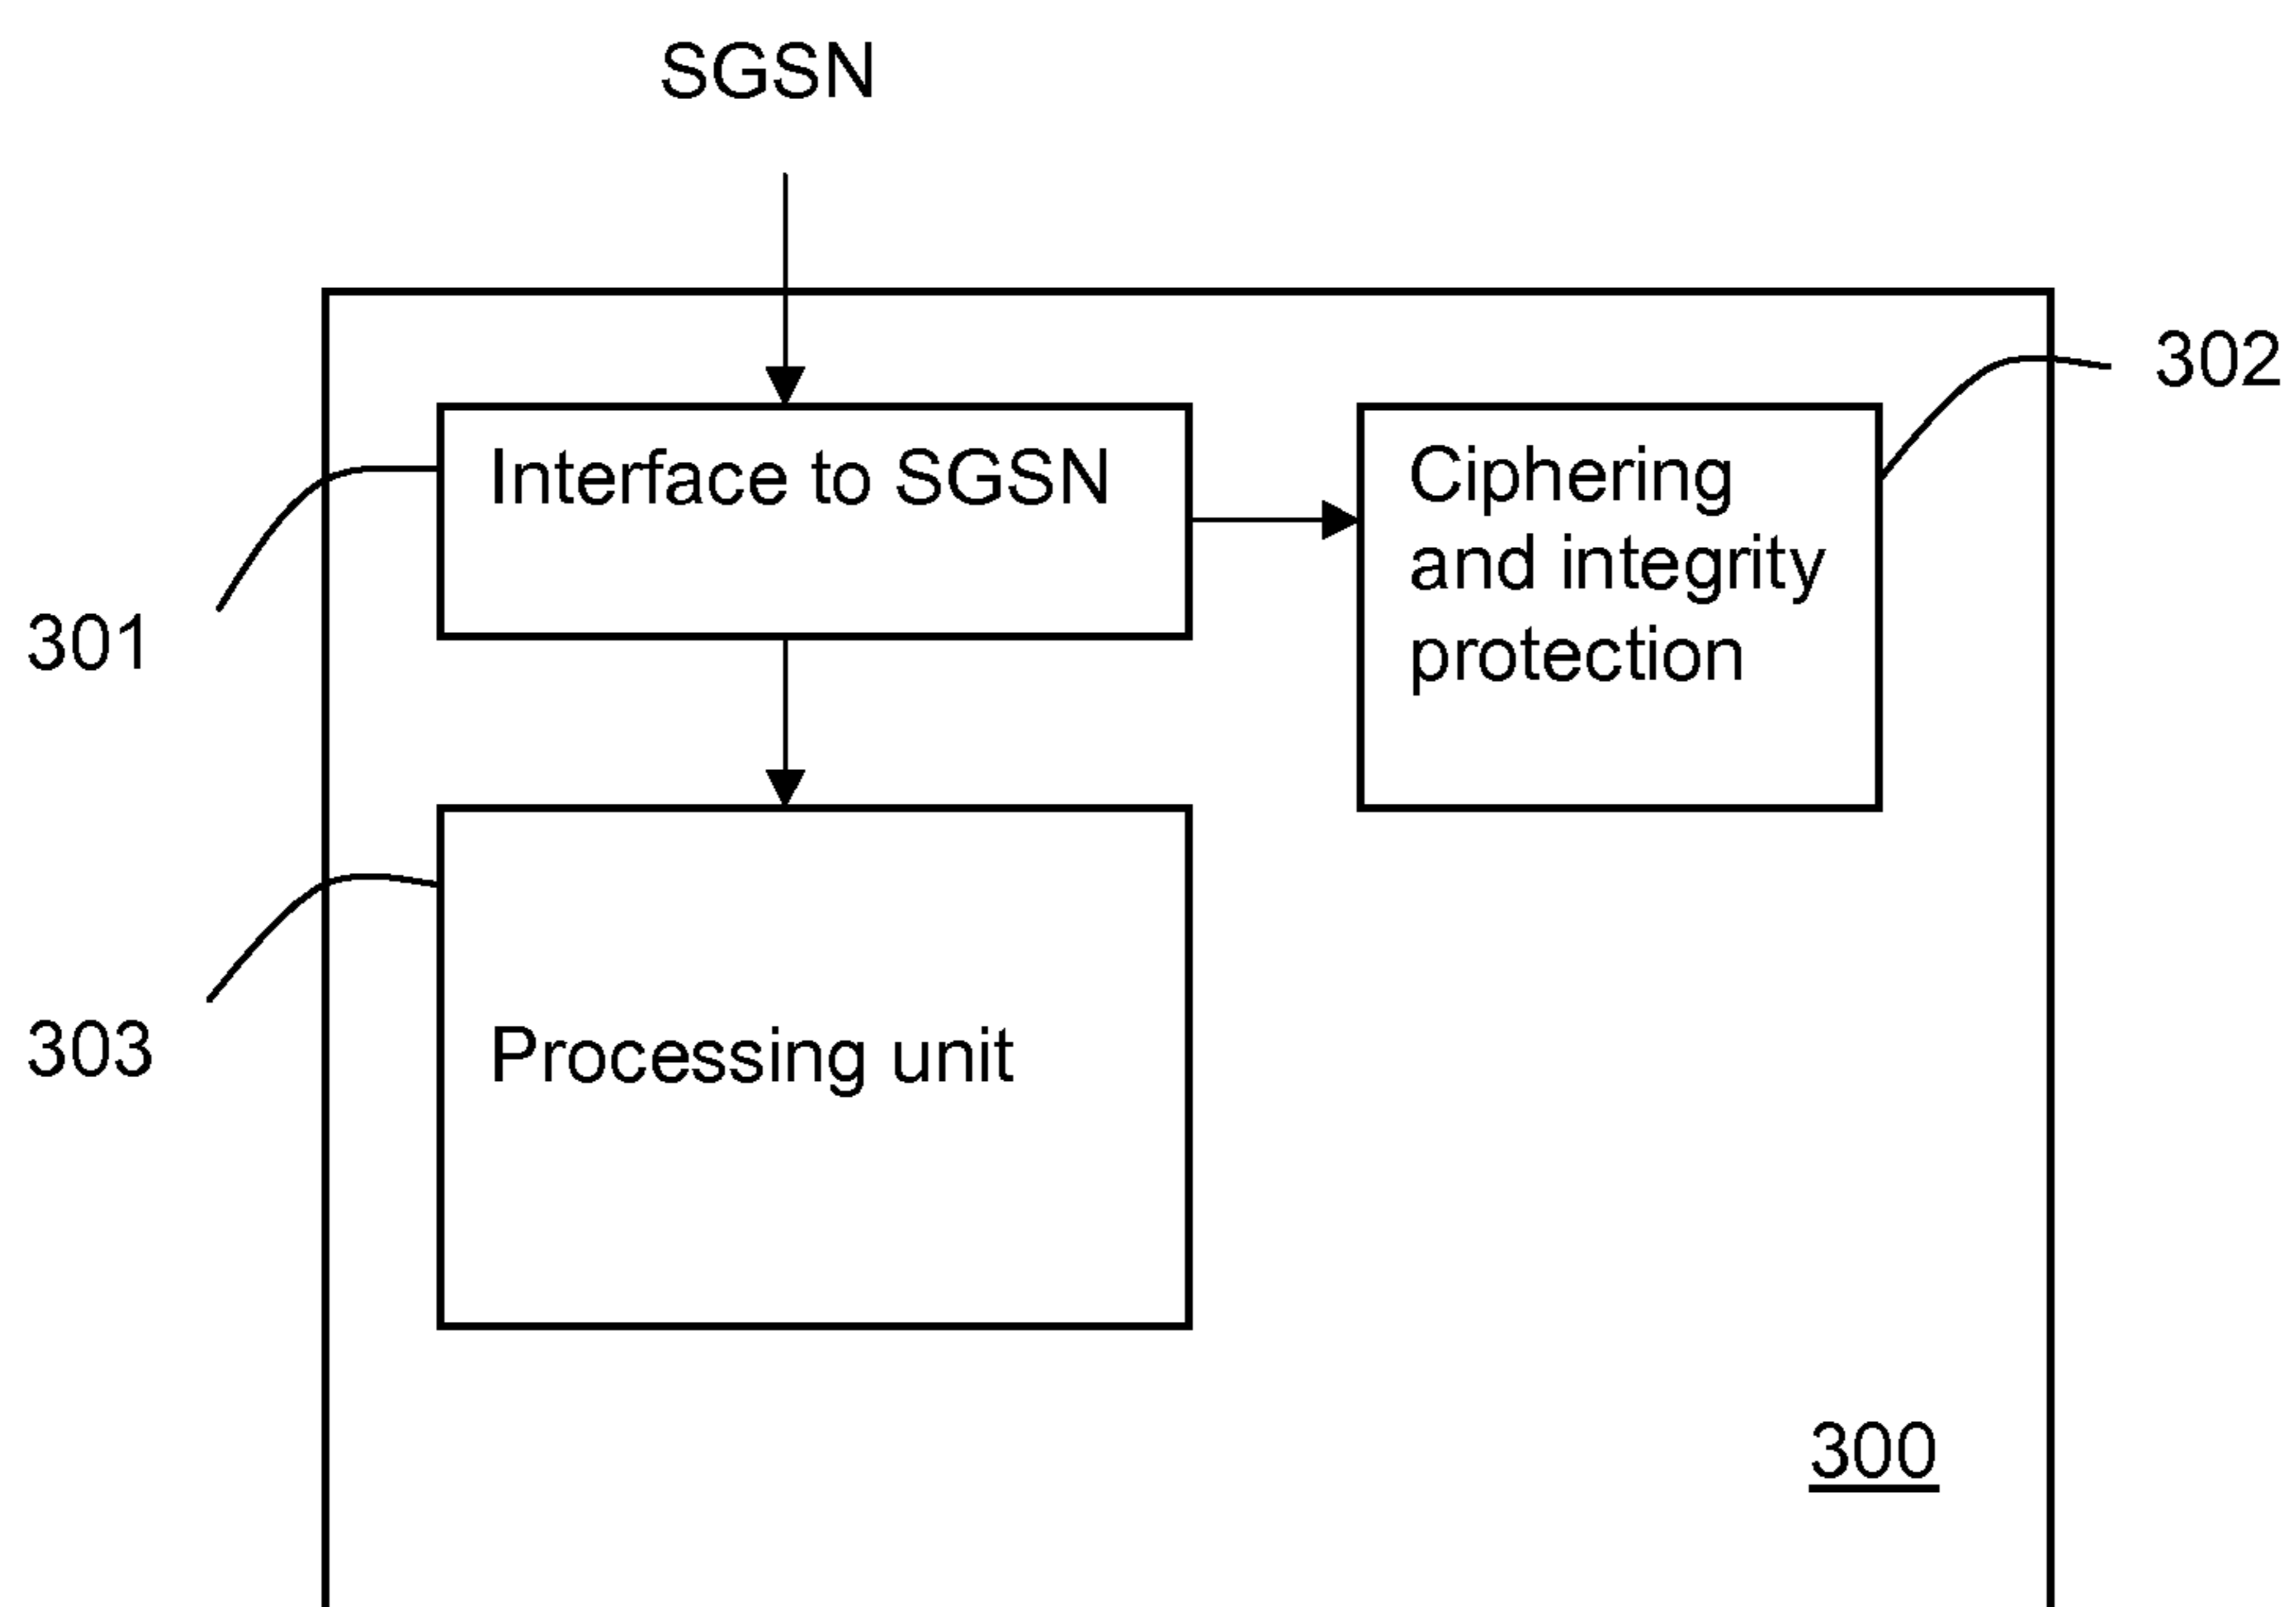 SGSN
302
Interface to SGSN
Ciphering
and integrity
protection
301
303
Processing unit
300